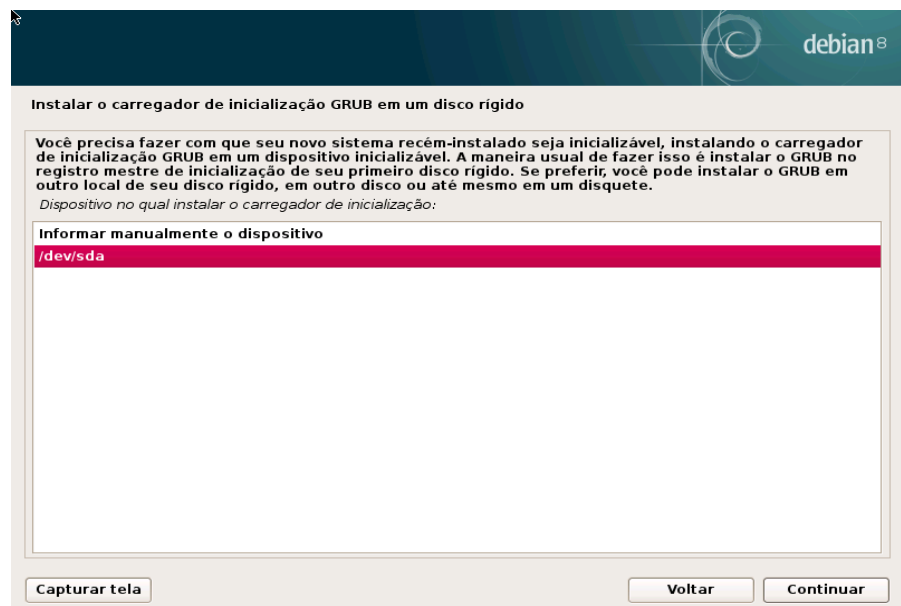 debian 8
Instalar o carregador de inicialização GRUB em um disco rígido
Você precisa fazer com que seu novo sistema recém-instalado seja inicializável, instalando o carregador
de inicialização GRUB em um dispositivo inicializável. A maneira usual de fazer isso é instalar o GRUB no
registro mestre de inicialização de seu primeiro disco rígido. Se preferir, você pode instalar o GRUB em
outro local de seu disco rígido, em outro disco ou até mesmo em um disquete.
Dispositivo no qual instalar o carregador de inicialização:
Informar manualmente o dispositivo
/dev/sda
Capturar tela
Voltar
Continuar